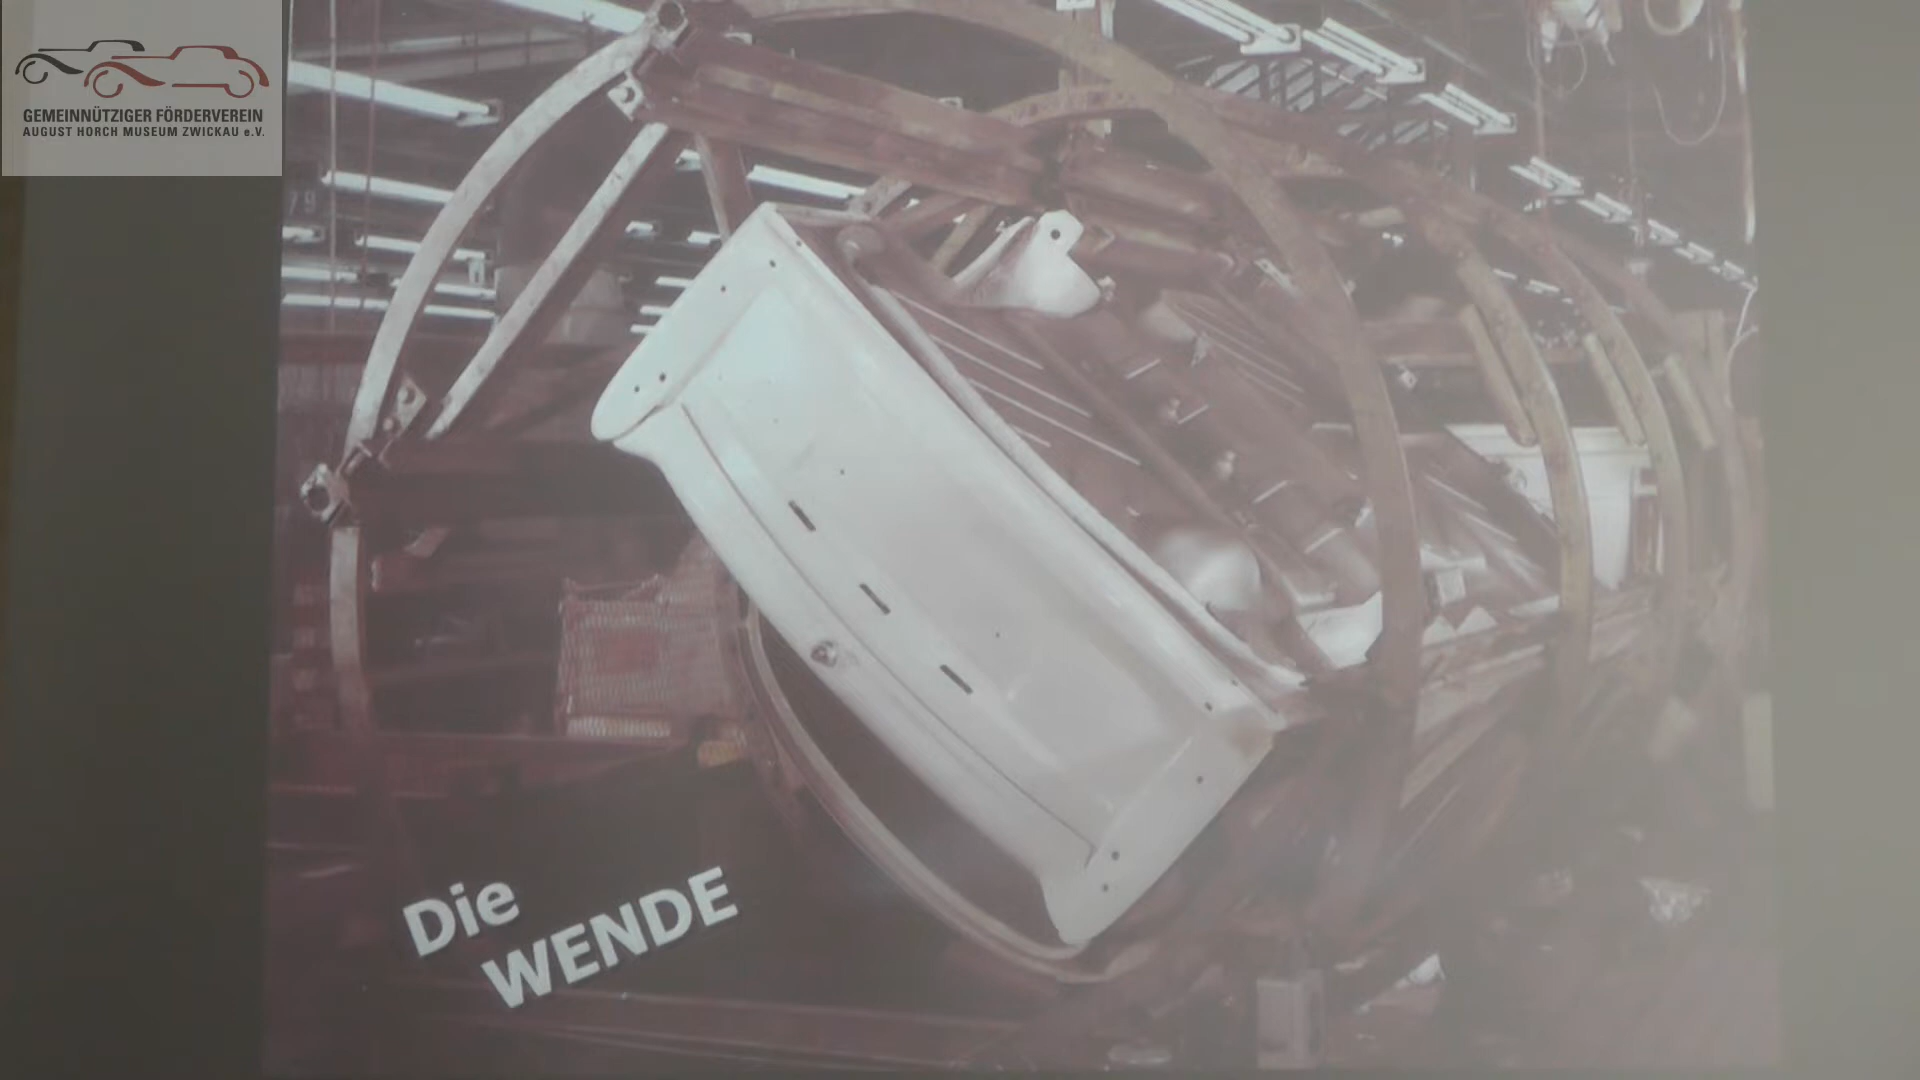 GEMEINNÜTZIGER FÖRDERVEREIN
AUGUST HORCH MUSEUM ZWICKAU e.V.
Die
WENDE